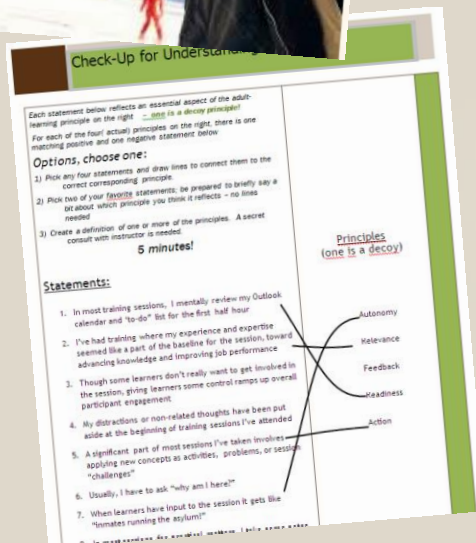 Check-Up for Understanding
Each statement below reflects an essential aspect of the adult-
learning principle on the right – one is a decoy principle!
For each of the four( actual) principles on the right, there is one
matching positive and one negative statement below
Options, choose one:
1) Pick any four statements and draw lines to connect them to the
correct corresponding principle.
2) Pick two of your favorite statements; be prepared to briefly say a
bit about which principle you think it reflects – no lines
needed
3) Create a definition of one or more of the principles. A secret
consult with instructor is needed.
5 minutes!
Statements:
1. In most training sessions, I mentally review my Outlook
calendar and "to-do" list for the first half hour
2. I've had training where my experience and expertise
seemed like a part of the baseline for the session, toward
advancing knowledge and improving job performance
3. Though some learners don't really want to get involved in
the session, giving learners some control ramps up overall
participant engagement
4. My distractions or non-related thoughts have been put
aside at the beginning of training sessions I've attended
5. A significant part of most sessions I've taken involves
applying new concepts as activities, problems, or session
"challenges"
6. Usually, I have to ask "why am I here?"
7. When learners have input to the session it gets like
"inmates running the asylum!"
Principles
(one is a decoy)
Autonomy
Relevance
Feedback
Readiness
Action